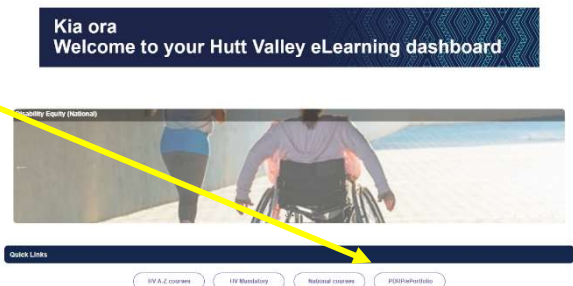 Kia ora
Welcome to your Hutt Valley eLearning dashboard
Disability Equity (National)
Quick Links
HV A-Z courses HV Mandatory National courses PDRP/ePortfolio